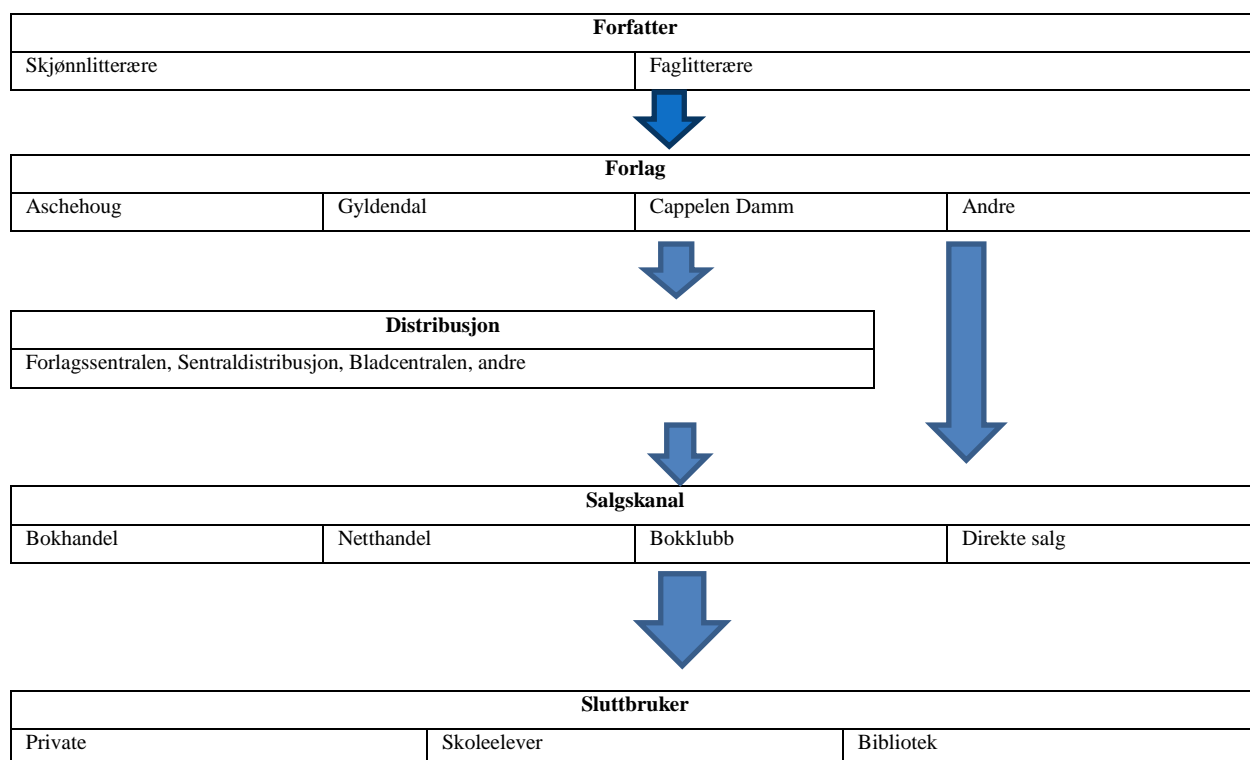 Forfatter
Skjønnlitterære Faglitterære
Forlag
Aschehoug Gyldendal Cappelen Damm Andre
Distribusjon
Forlagssentralen, Sentraldistribusjon, Bladcentralen, andre
Salgskanal
Bokhandel Netthandel Bokklubb Direkte salg
Sluttbruker
Private Skoleelever Bibliotek